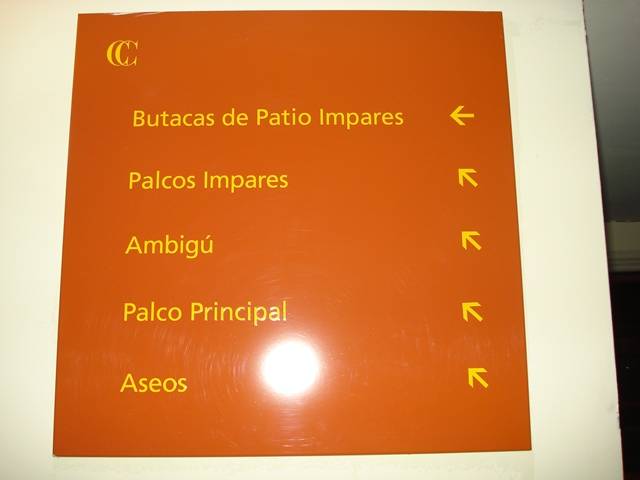 CC
Butacas de Patio Impares
Palcos Impares
Ambigú
Palco Principal
Aseos